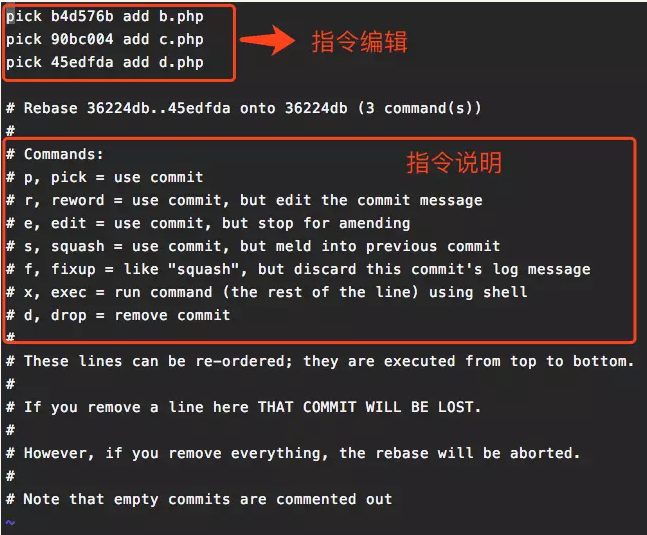 pick b4d576b add b.php
pick 90bc004 add c.php
pick 45edfda add d.php
指令编辑
# Rebase 36224db..45edfda onto 36224db (3 command(s))
#
# Commands:
指令说明
# p, pick = use commit
# r, reword = use commit, but edit the commit message
# e, edit = use commit, but stop for amending
# s, squash = use commit, but meld into previous commit
# f, fixup = like "squash", but discard this commit's log message
# x, exec = run command (the rest of the line) using shell
# d, drop = remove commit
#
# These lines can be re-ordered; they are executed from top to bottom.
#
# If you remove a line here THAT COMMIT WILL BE LOST.
#
# However, if you remove everything, the rebase will be aborted.
#
# Note that empty commits are commented out
~